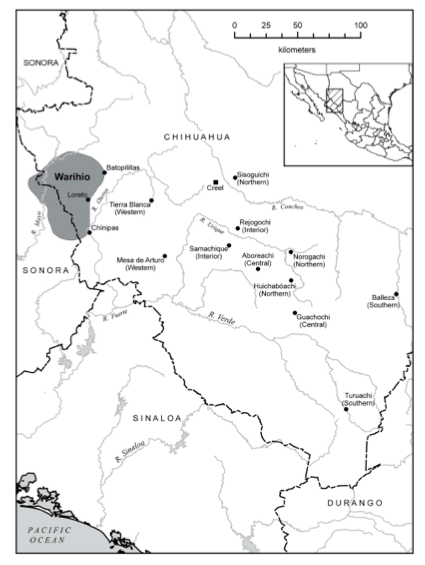 0 25 50 100
kilometers
SONORA
CHIHUAHUA
Warihio
Batopilillas
Loreto
R. Oteros
R. Mayo
Chinipas
Tierra Blanca
(Western)
Creel
Sisoguichi
(Northern)
R. Conchos
Rejogochi
(Interior)
R. Urique
Samachique
(Interior)
Aboreachi
(Central)
Norogachi
(Northern)
Mesa de Arturo
(Western)
SONORA
Huichabóachi
(Northern)
Balleza
(Southern)
Guachochi
(Central)
R. Fuerte
R. Verde
Turuachi
(Southern)
SINALOA
R. Sinaloa
DURANGO
PACIFIC
OCEAN